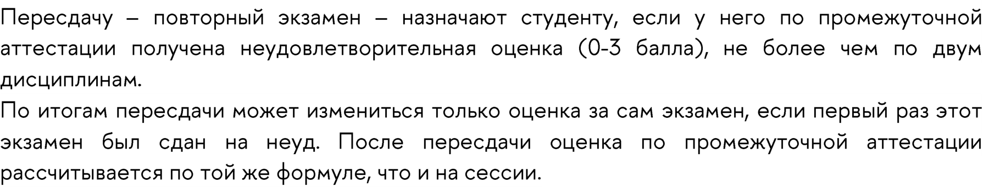 Пересдачу – повторный экзамен – назначают студенту, если у него по промежуточной
аттестации получена неудовлетворительная оценка (0-3 балла), не более чем по двум
дисциплинам.
По итогам пересдачи может измениться только оценка за сам экзамен, если первый раз этот
экзамен был сдан на неуд. После пересдачи оценка по промежуточной аттестации
рассчитывается по той же формуле, что и на сессии.